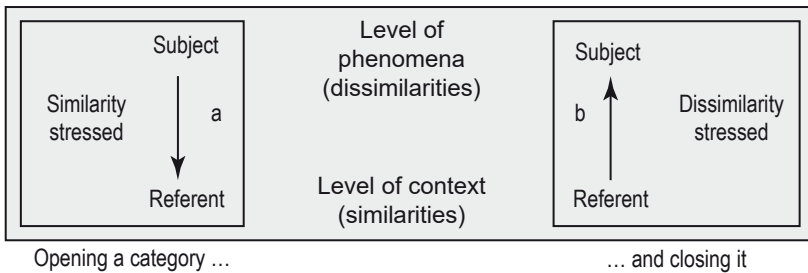 Subject
Similarity
stressed
a
Referent
Level of
phenomena
(dissimilarities)
Level of context
(similarities)
Subject
b
Dissimilarity
stressed
Referent
Opening a category …
… and closing it